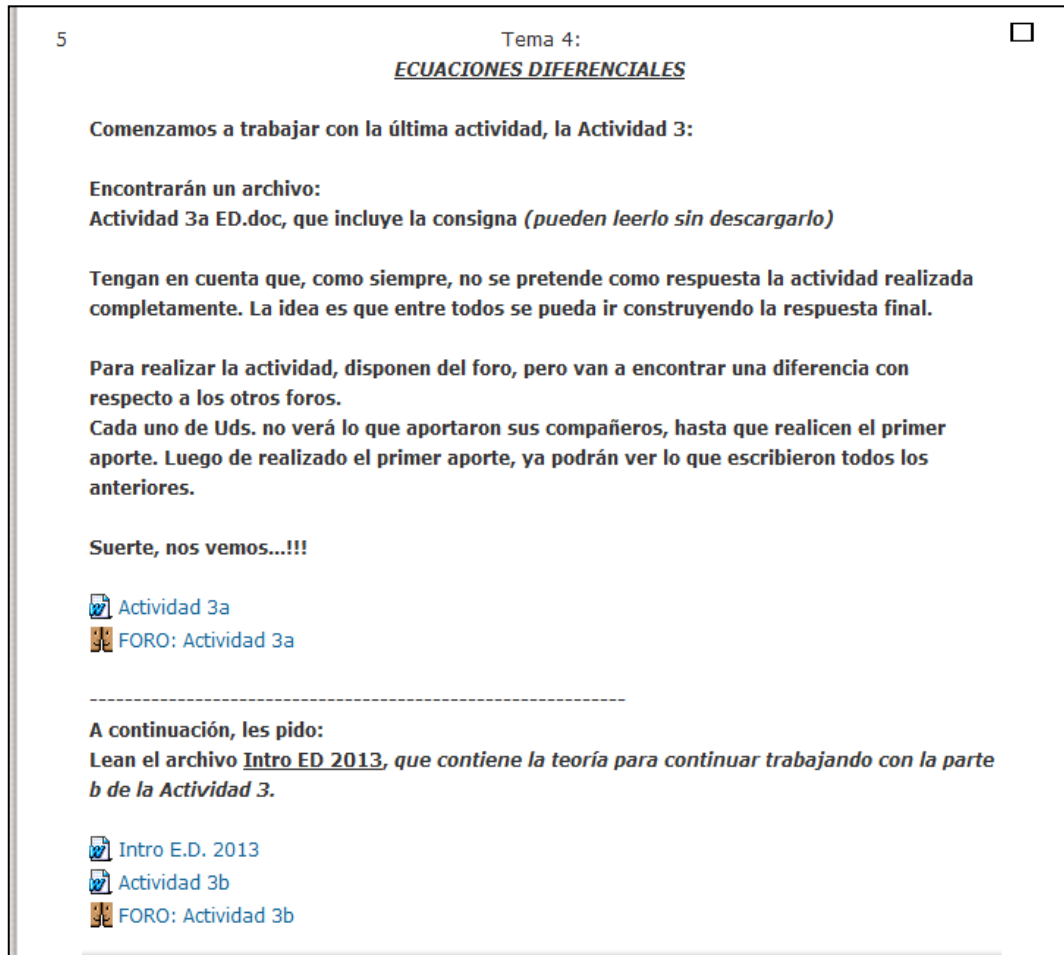 5
Tema 4:
ECUACIONES DIFERENCIALES
Comenzamos a trabajar con la última actividad, la Actividad 3:
Encontrarán un archivo:
Actividad 3a ED.doc, que incluye la consigna (pueden leerlo sin descargarlo)
Tengan en cuenta que, como siempre, no se pretende como respuesta la actividad realizada
completamente. La idea es que entre todos se pueda ir construyendo la respuesta final.
Para realizar la actividad, disponen del foro, pero van a encontrar una diferencia con
respecto a los otros foros.
Cada uno de Uds. no verá lo que aportaron sus compañeros, hasta que realicen el primer
aporte. Luego de realizado el primer aporte, ya podrán ver lo que escribieron todos los
anteriores.
Suerte, nos vemos...!!!
Actividad 3a
FORO: Actividad 3a
-------------------------------------------------------------
A continuación, les pido:
Lean el archivo Intro ED 2013, que contiene la teoría para continuar trabajando con la parte
b de la Actividad 3.
Intro E.D. 2013
Actividad 3b
FORO: Actividad 3b